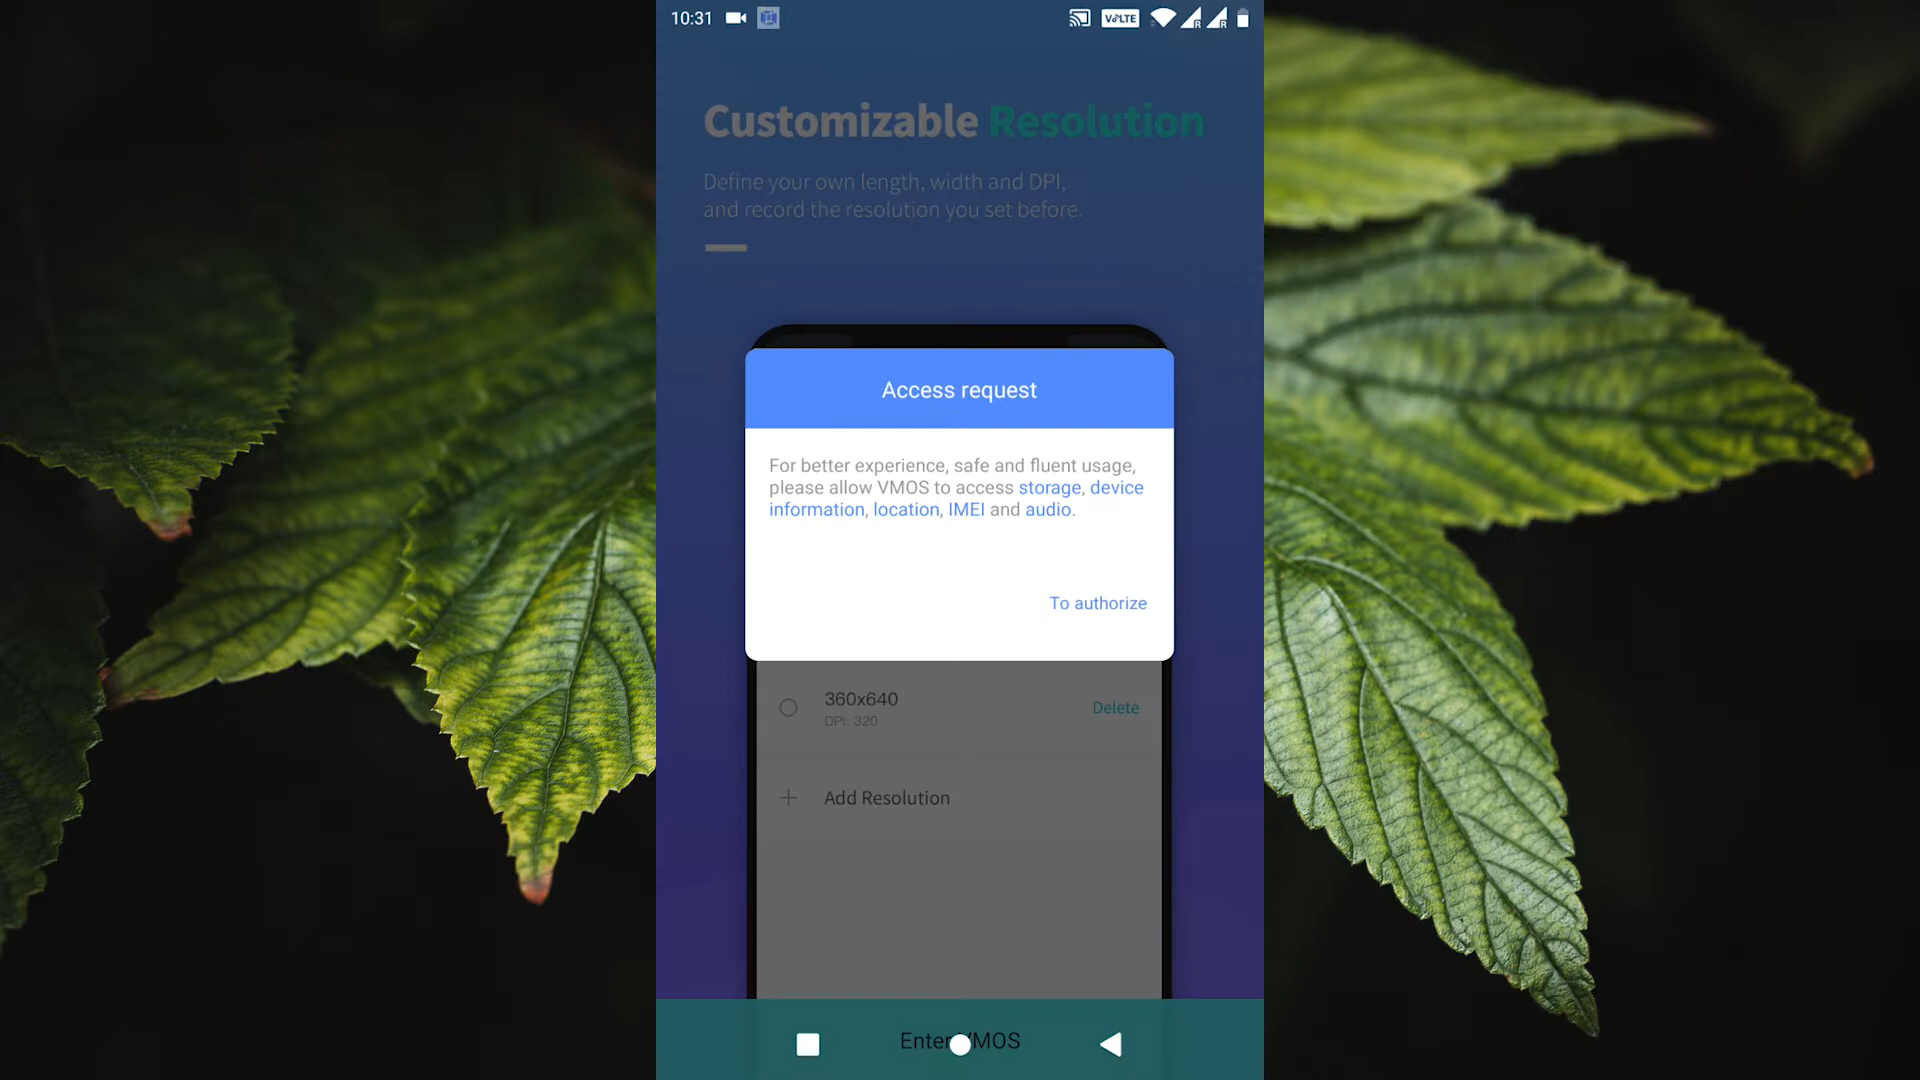 10:31
VoLTE
Customizable Resolution
Define your own length, width and DPI,
and record the resolution you set before.
Access request
For better experience, safe and fluent usage,
please allow VMOS to access storage, device
information, location, IMEI and audio.
To authorize
360x640
Delete
DPI: 320
Add Resolution
Enter VMOS